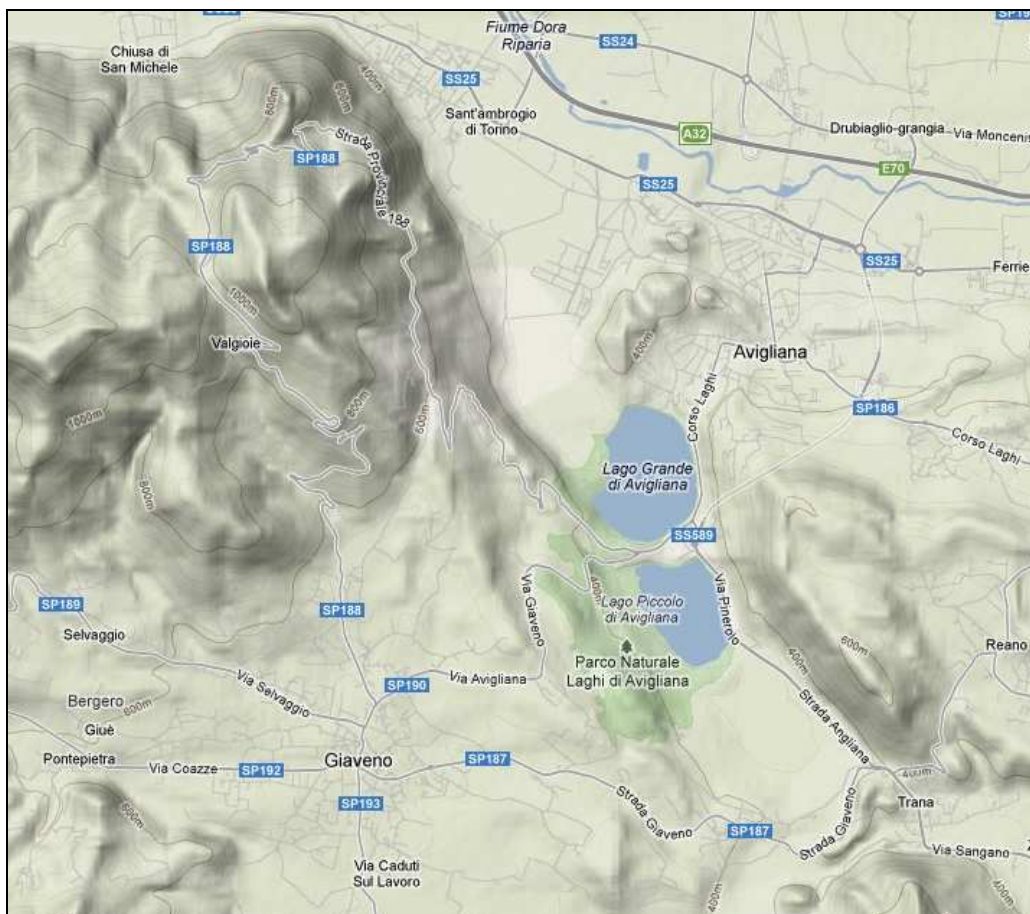 SP19
Fiume Dora
Riparia
SS24
Chiusa di
San Michele
SS25
400m
600m
800m
Sant'ambrogio
di Torino
A32
Drubiaglio-grangia
Via Moncenis
Strada Provinciale
188
SP188
E70
SS25
SP188
SS25
Ferrie
1000m
Valgioie
400m
Avigliana
Corso Laghi
SP186
Corso Laghi
1000m
800m
600m
800m
Lago Grande
di Avigliana
SS589
Via Pinerolo
Via Giaveno
400m
Lago Piccolo
di Avigliana
SP189
SP188
Selvaggio
Reano
600m
400m
Parco Naturale
Laghi di Avigliana
SP190
Via Avigliana
Via Selvaggio
Bergero
800m
Giuè
Strada Angliana
Pontepietra
Via Coazze
SP192
Giaveno
SP187
400m
Trana
SP193
Strada Giaveno
SP187
Strada Giaveno
600m
Via Sangano
Via Caduti
Sul Lavoro
400m
400m